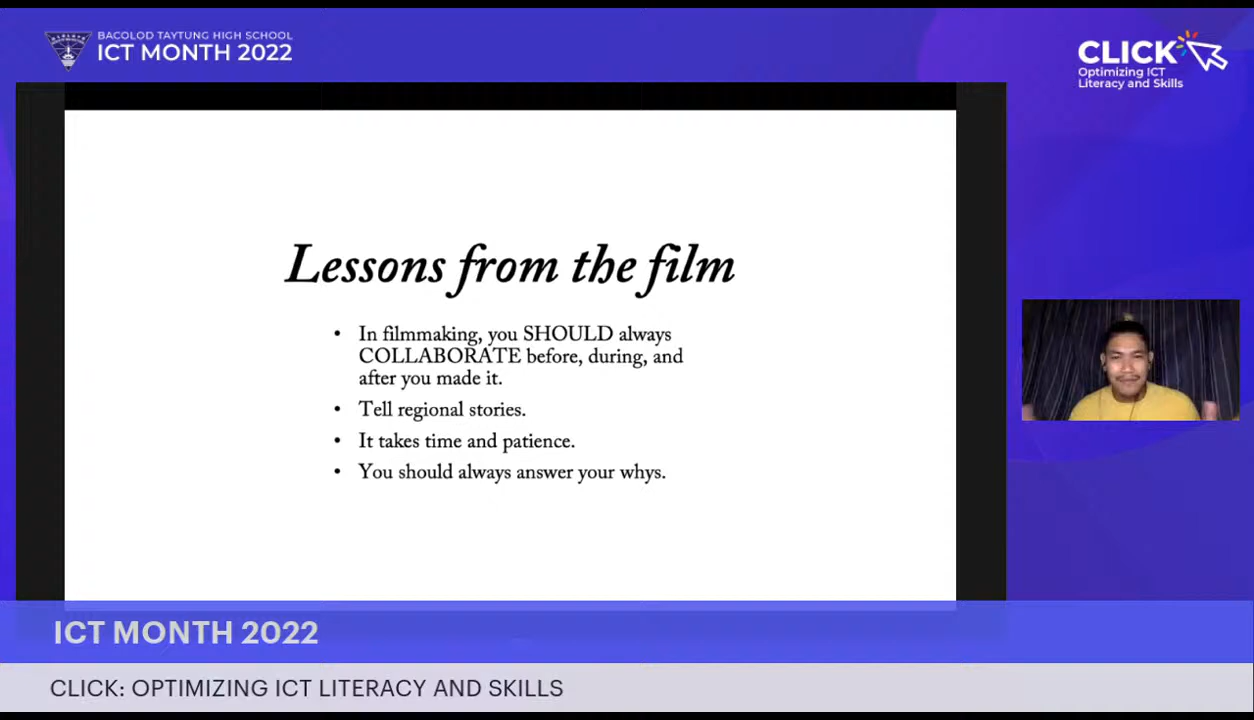 BACOLOD TAYTUNG HIGH SCHOOL
ICT MONTH 2022
CLICK
Optimizing ICT
Literacy and Skills
Lessons from the film
• In filmmaking, you SHOULD always
COLLABORATE before, during, and
after you made it.
• Tell regional stories.
• It takes time and patience.
• You should always answer your whys.
ICT MONTH 2022
CLICK: OPTIMIZING ICT LITERACY AND SKILLS